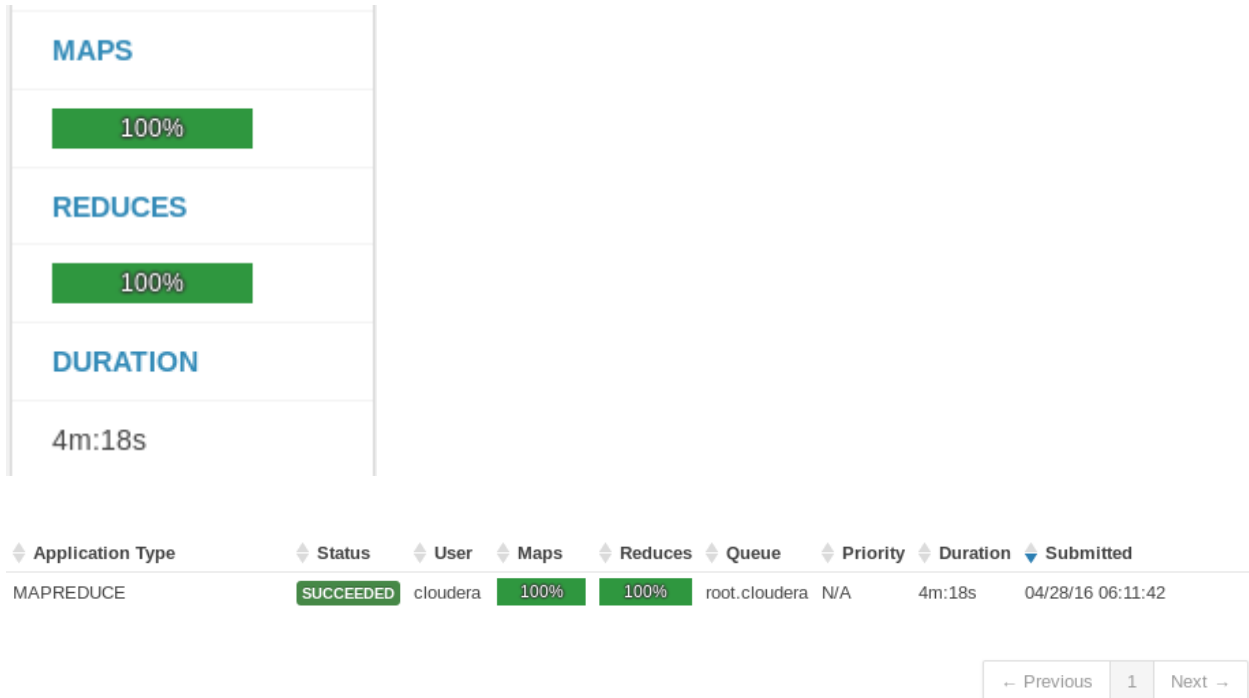 MAPS
100%
REDUCES
100%
DURATION
4m:18s
Application Type Status User Maps Reduces Queue Priority Duration Submitted
MAPREDUCE SUCCEEDED cloudera 100% 100% root.cloudera N/A 4m:18s 04/28/16 06:11:42
← Previous 1 Next →